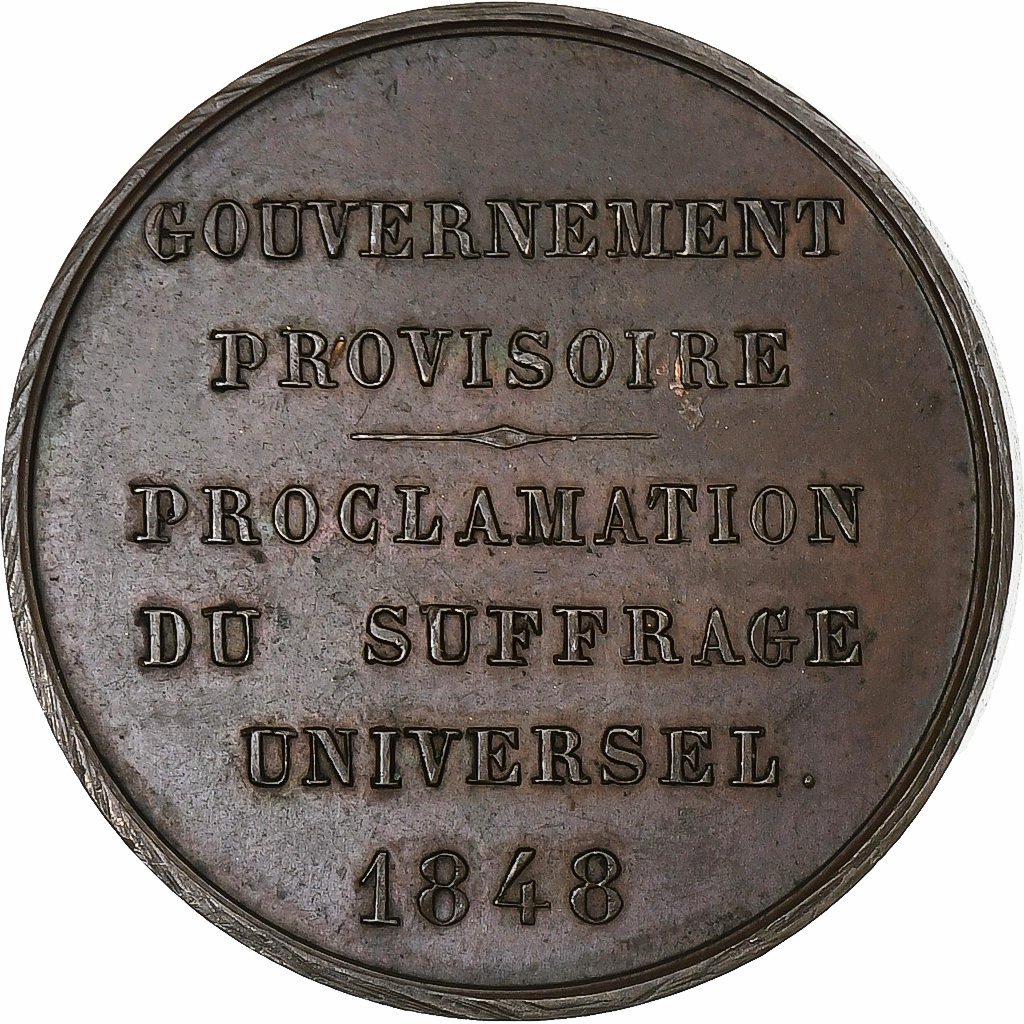 GOUVERNEMENT
PROVISOIRE
PROCLAMATION
DU SUFFRAGE
UNIVERSEL.
1848